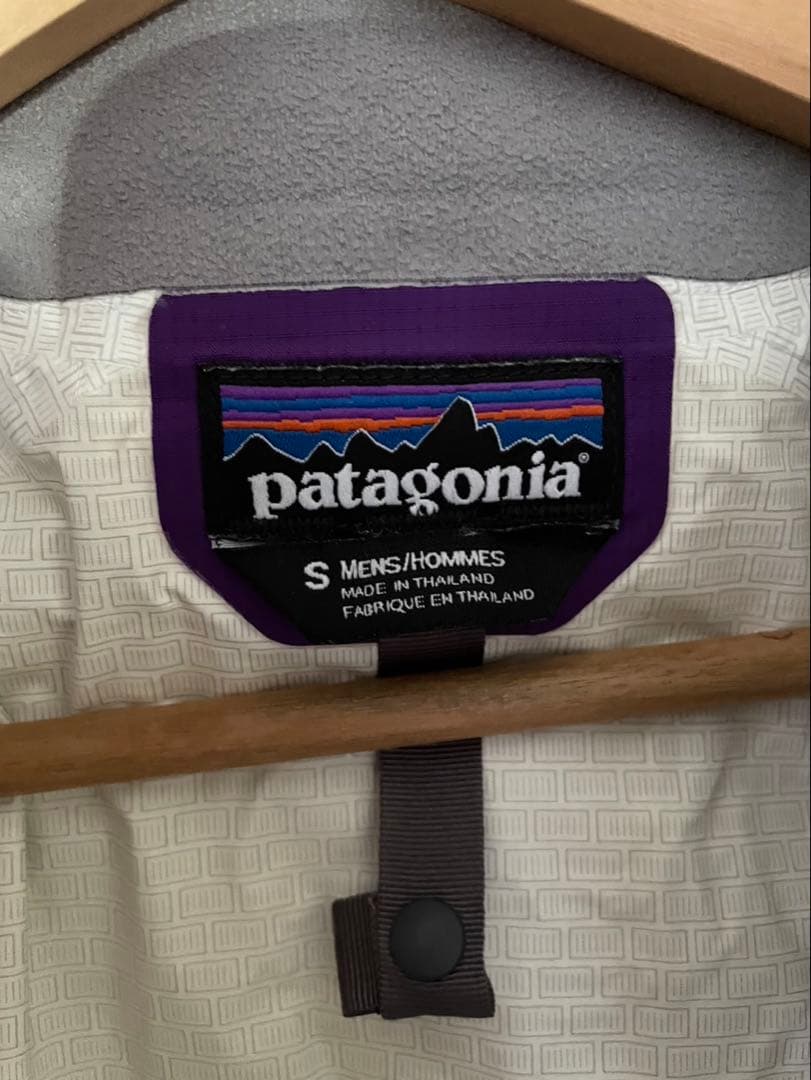 patagonia®
S MENS/HOMMES
MADE IN THAILAND
FABRIQUE EN THAILAND